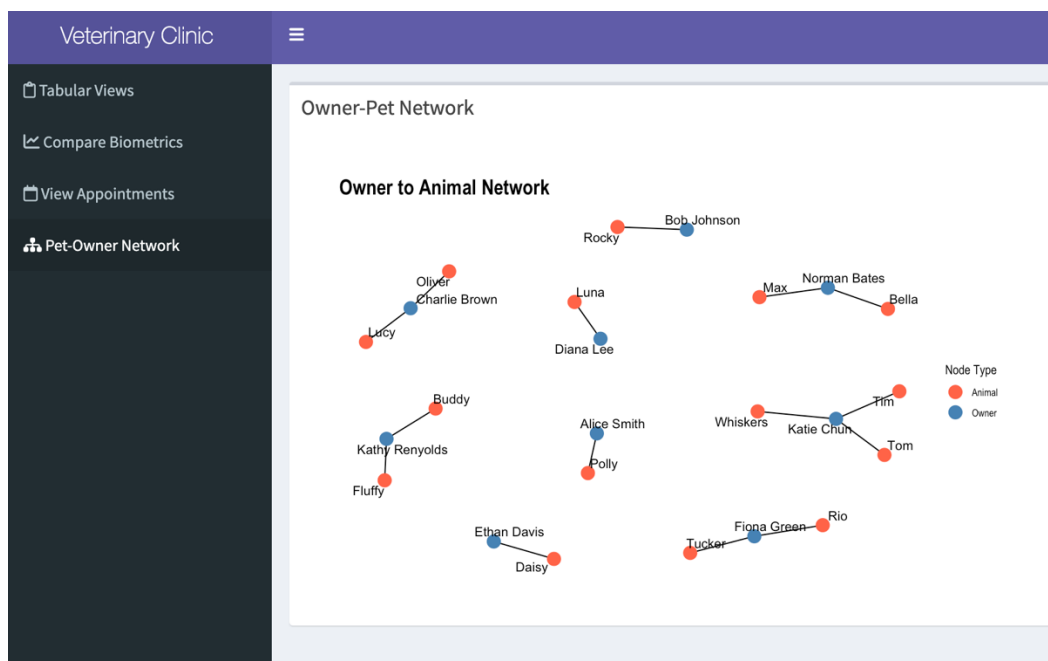 Veterinary Clinic
Tabular Views
Compare Biometrics
View Appointments
Pet-Owner Network
Owner-Pet Network
Owner to Animal Network
Bob Johnson
Rocky
Oliver
Charlie Brown
Lucy
Luna
Diana Lee
Norman Bates
Max
Bella
Node Type
Animal
Owner
Buddy
Kathy Renyolds
Fluffy
Alice Smith
Polly
Tim
Whiskers
Katie Chun
Tom
Ethan Davis
Daisy
Fiona Green
Rio
Tucker